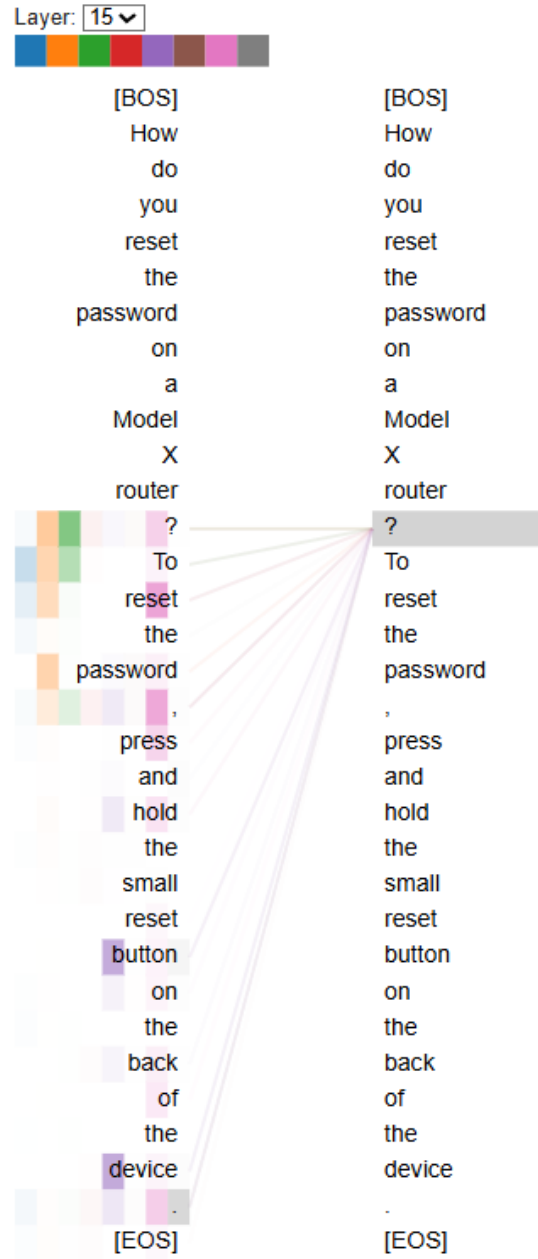 Layer: 15
[BOS] [BOS]
How How
do do
you you
reset reset
the the
password password
on on
a a
Model Model
X X
router router
? ?
To To
reset reset
the the
password password
, ,
press press
and and
hold hold
the the
small small
reset reset
button button
on on
the the
back back
of of
the the
device device
. .
[EOS] [EOS]